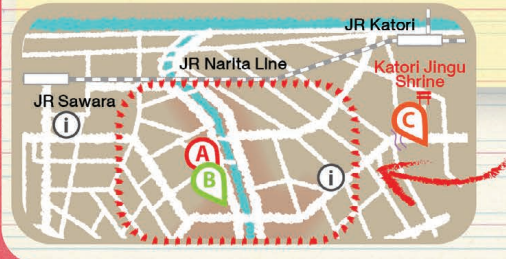 JR Katori
JR Narita Line
Katori Jingu
Shrine
JR Sawara
i
A
B
C
i